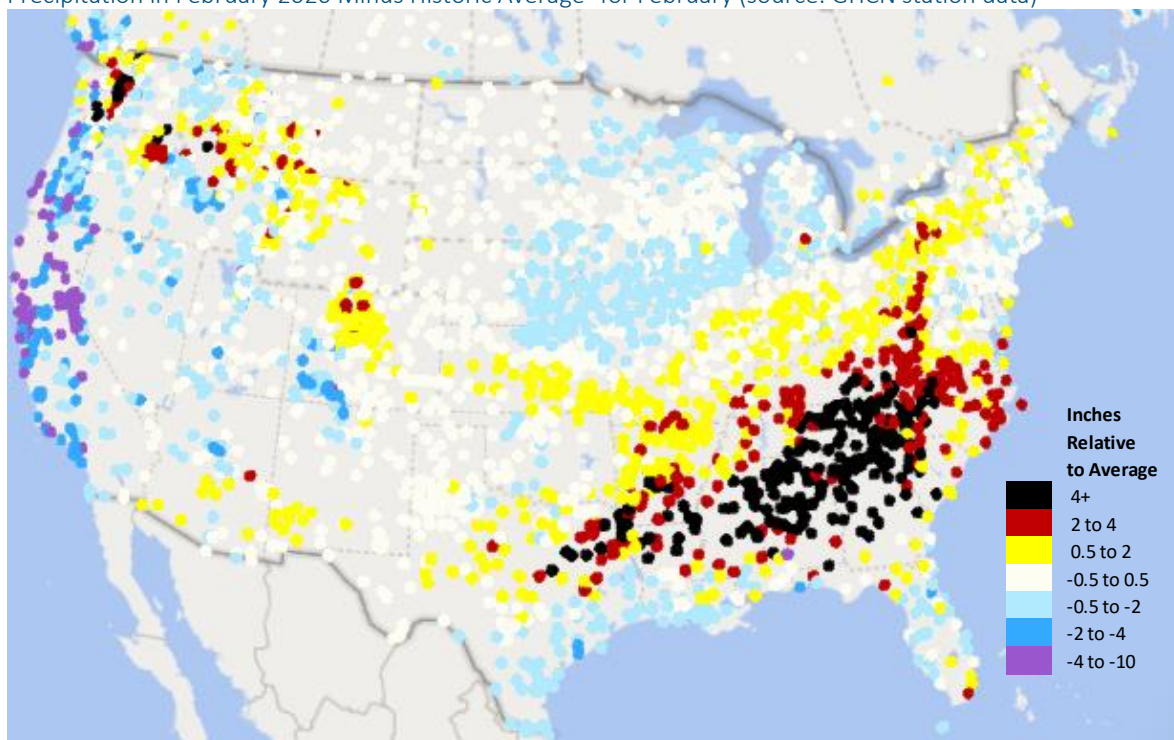 Precipitation in February 2020 Minus Historic Average* for February (source: GHCN station data)
Inches
Relative
to Average
4+
2 to 4
0.5 to 2
-0.5 to 0.5
-0.5 to -2
-2 to -4
-4 to -10